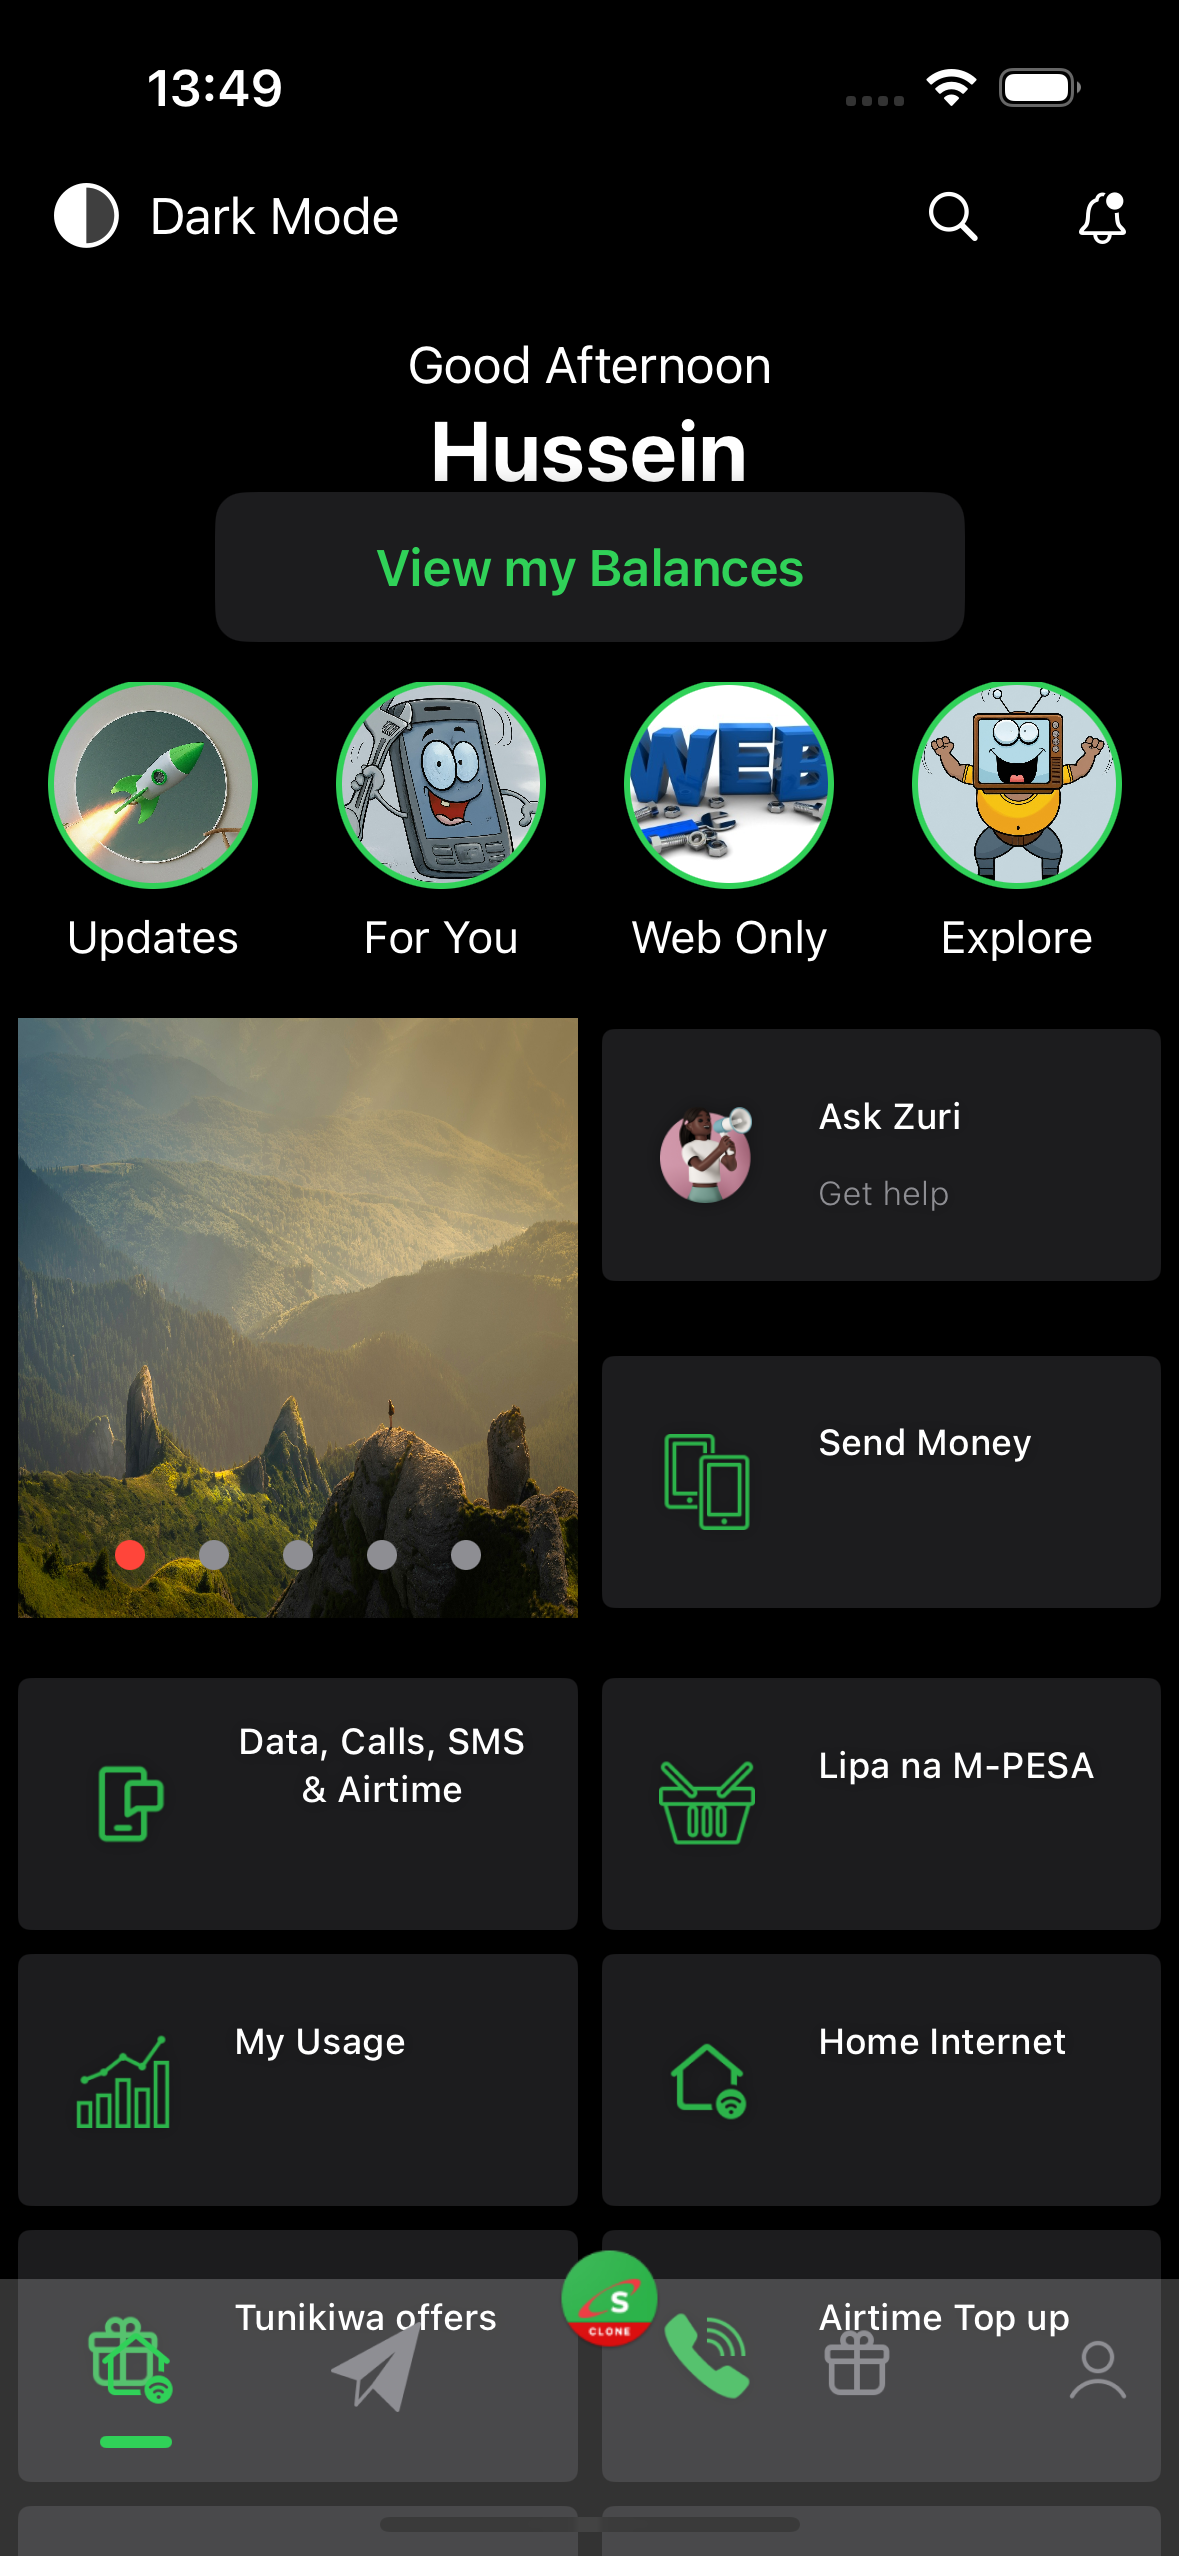 13:49
Dark Mode
Good Afternoon
Hussein
View my Balances
WEB
Updates
For You
Web Only
Explore
Ask Zuri
Get help
Send Money
Data, Calls, SMS
& Airtime
Lipa na M-PESA
My Usage
Home Internet
Tunikiwa offers
S
CLONE
Airtime Top up